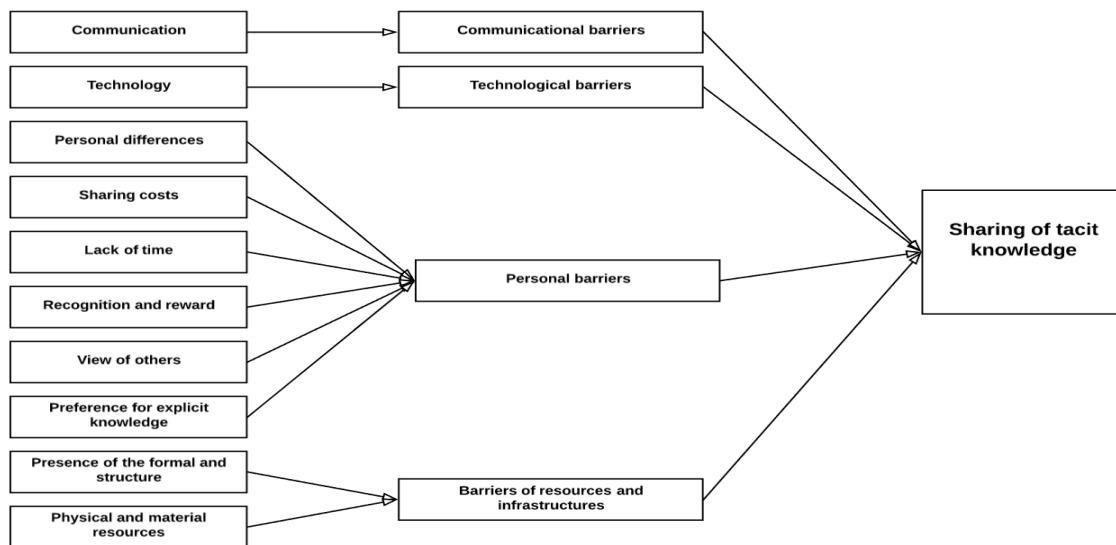 Communication
Communicational barriers
Technology
Technological barriers
Personal differences
Sharing costs
Lack of time
Recognition and reward
View of others
Preference for explicit
knowledge
Personal barriers
Presence of the formal and
structure
Physical and material
resources
Barriers of resources and
infrastructures
Sharing of tacit
knowledge